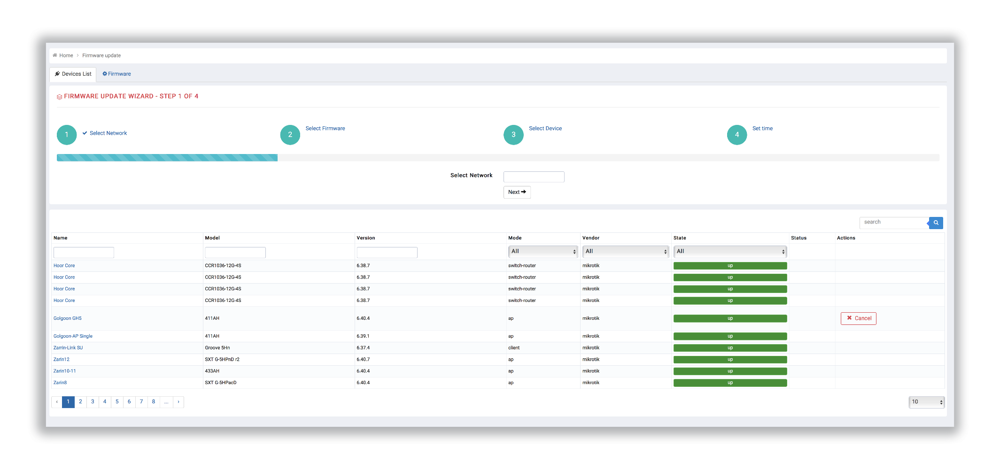 Home > Firmware update
Devices List Firmware
FIRMWARE UPDATE WIZARD - STEP 1 OF 4
1 Select Network 2 Select Firmware 3 Select Device 4 Set time
Select Network
Next
search
Name Model Version Mode Vendor State Status Actions
All All All
Hoor Core CCR1036-12G-4S 6.38.7 switch-router mikrotik up
Hoor Core CCR1036-12G-4S 6.38.7 switch-router mikrotik up
Hoor Core CCR1036-12G-4S 6.38.7 switch-router mikrotik up
Hoor Core CCR1036-12G-4S 6.38.7 switch-router mikrotik up
Golgoon GH5 411AH 6.40.4 ap mikrotik up Cancel
Golgoon-AP Single 411AH 6.39.1 ap mikrotik up
Zarrin-Link SU Groove 5Hn 6.37.4 client mikrotik up
Zarin12 SXT G-5HPnD r2 6.40.7 ap mikrotik up
Zarin10-11 433AH 6.40.4 ap mikrotik up
Zarin8 SXT G-5HPacD 6.40.4 ap mikrotik up
‹ 1 2 3 4 5 6 7 8 ... › 10